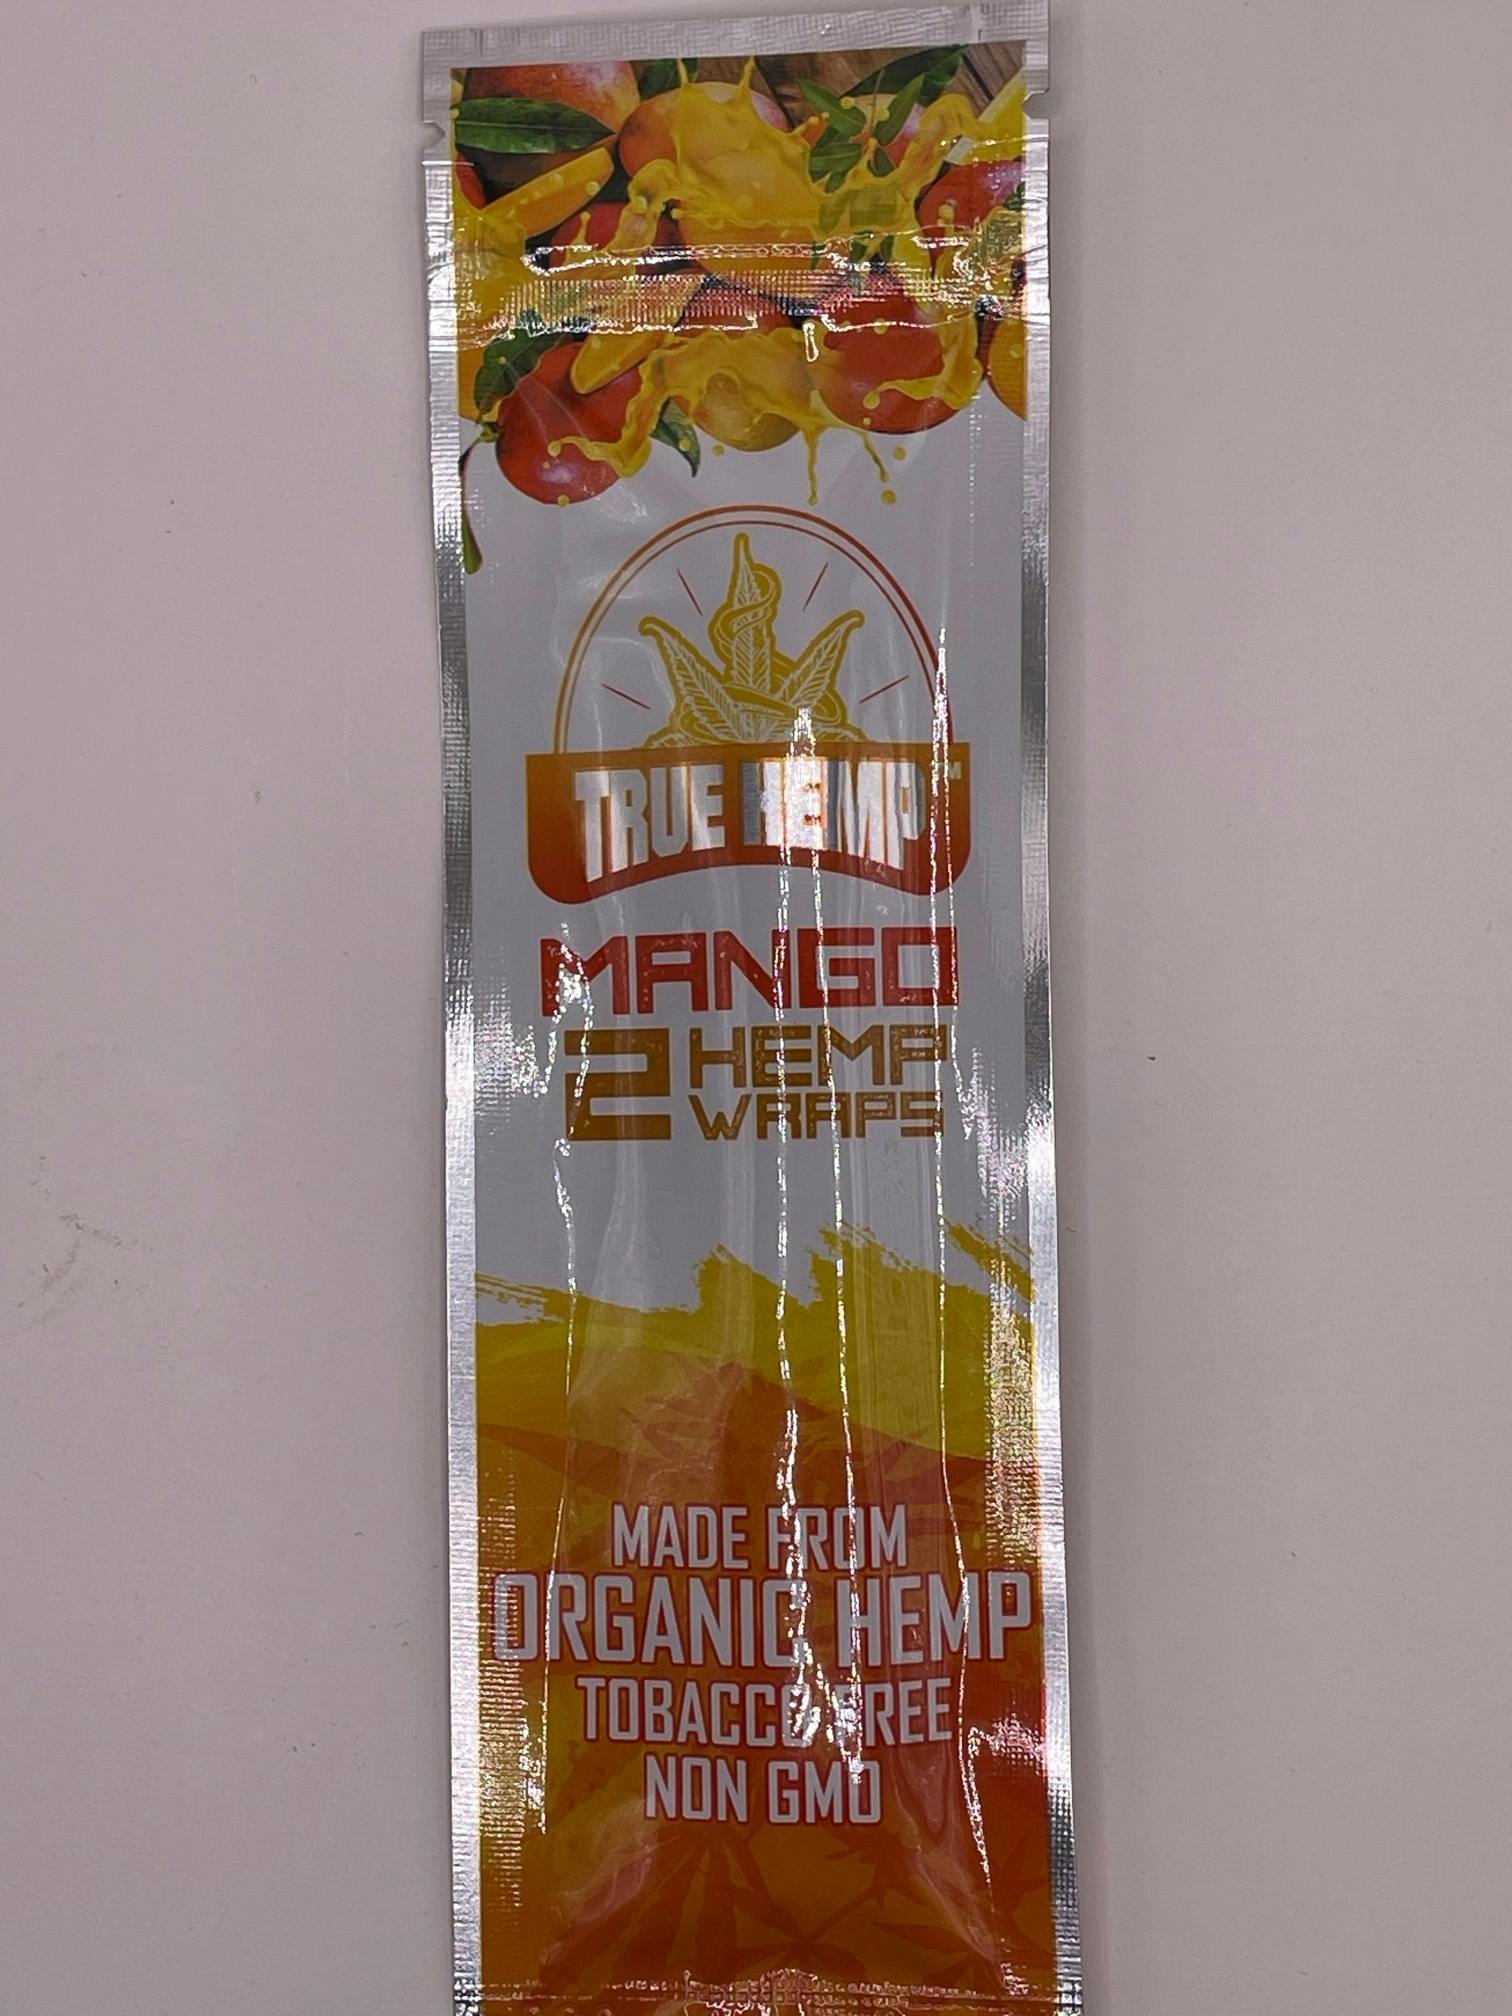 TRUE HEMP™
MANGO
2 HEMP
WRAPS
MADE FROM
ORGANIC HEMP
TOBACCO FREE
NON GMO